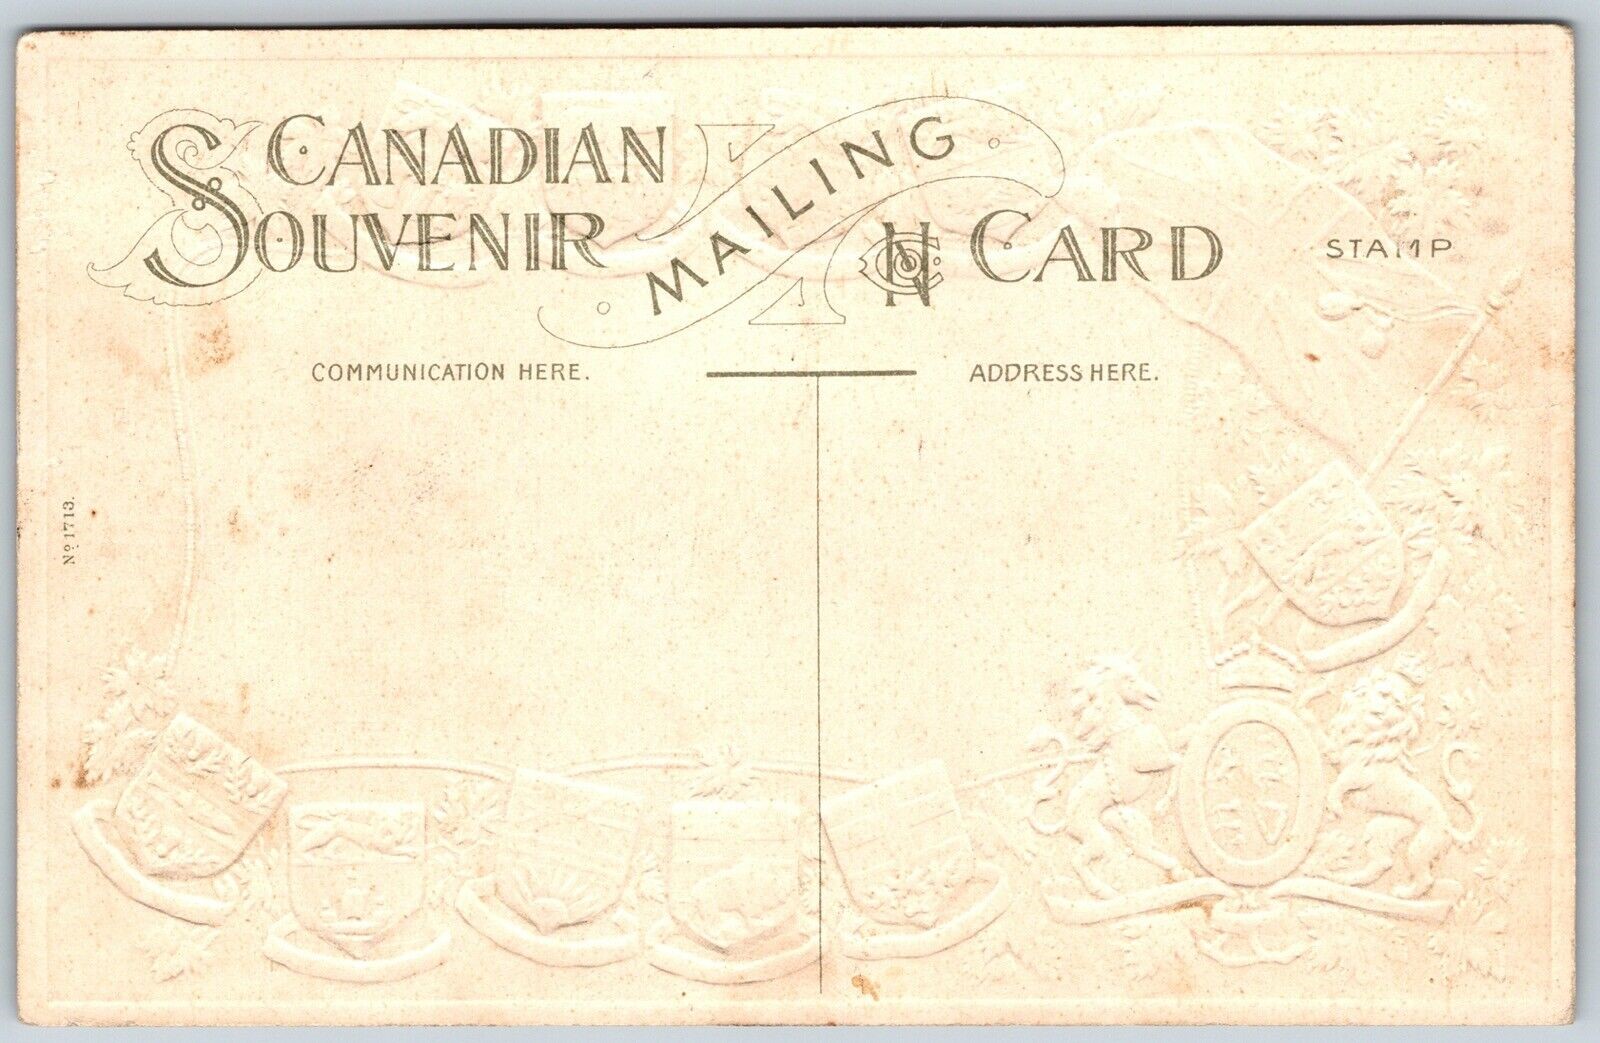 CANADIAN
SOUVENIR
MAILING
CARD
STAMP
COMMUNICATION HERE.
ADDRESS HERE.
Nº 1713.